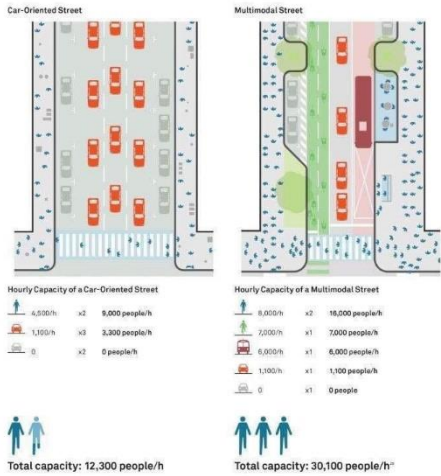 Car-Oriented Street
Hourly Capacity of a Car-Oriented Street
4,500/h x2 9,000 people/h
1,100/h x3 3,300 people/h
0 x2 0 people/h
Total capacity: 12,300 people/h
Multimodal Street
Hourly Capacity of a Multimodal Street
8,000/h x2 16,000 people/h
7,000/h x1 7,000 people/h
6,000/h x1 6,000 people/h
1,100/h x1 1,100 people/h
0 x1 0 people
Total capacity: 30,100 people/h